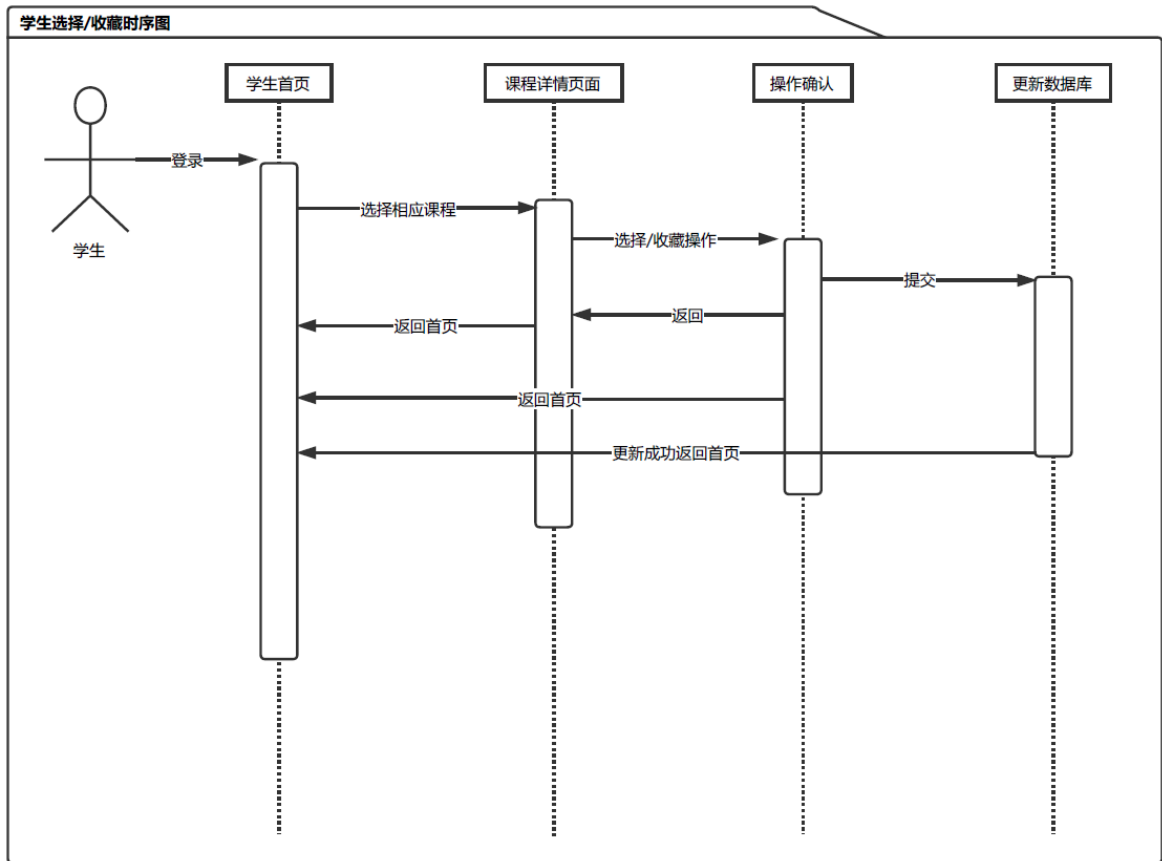 学生选择/收藏时序图
学生首页
课程详情页面
操作确认
更新数据库
登录
选择相应课程
选择/收藏操作
学生
提交
返回
返回首页
返回首页
更新成功返回首页